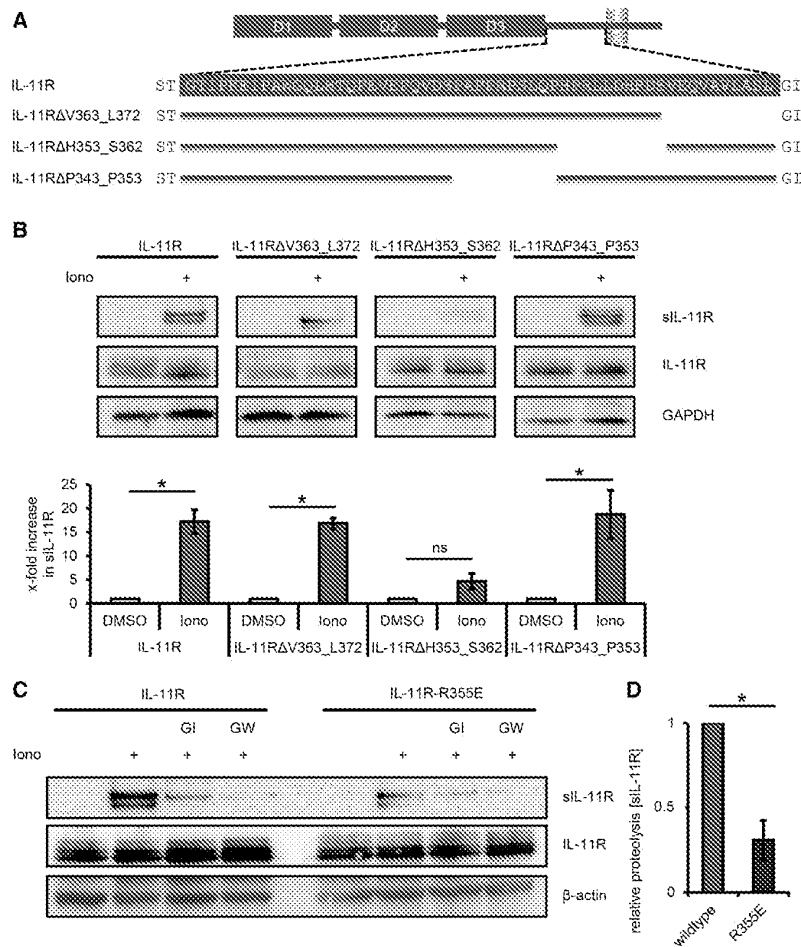 A
D1 D2 D3
IL-11R ST GI
IL-11RΔV363_L372 ST GI
IL-11RΔH353_S362 ST GI
IL-11RΔP343_P353 ST GI
B
IL-11R IL-11RΔV363_L372 IL-11RΔH353_S362 IL-11RΔP343_P353
Iono + + + +
sIL-11R
IL-11R
GAPDH
x-fold increase
in sIL-11R
25
20
15
10
5
0
* * ns *
DMSO Iono DMSO Iono DMSO Iono DMSO Iono
IL-11R IL-11RΔV363_L372 IL-11RΔH353_S362 IL-11RΔP343_P353
C
IL-11R IL-11R-R355E
GI GW GI GW
Iono + + + + + +
sIL-11R
IL-11R
β-actin
D
*
relative proteolysis [sIL-11R]
1
0.5
0
wildtype R355E